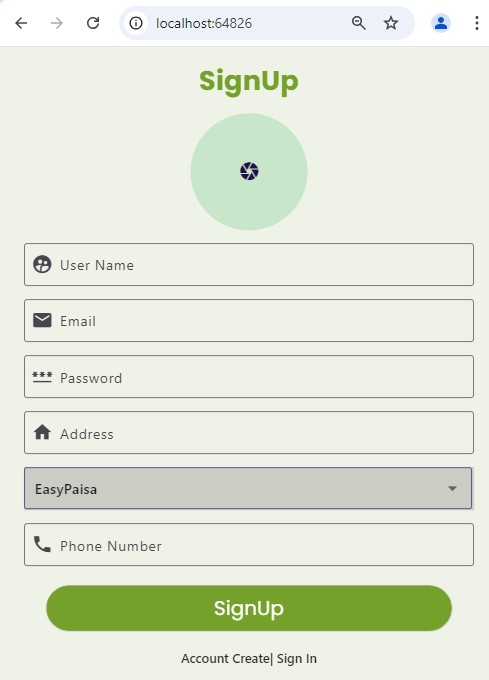 localhost:64826
SignUp
User Name
Email
*** Password
Address
EasyPaisa
Phone Number
SignUp
Account Create| Sign In